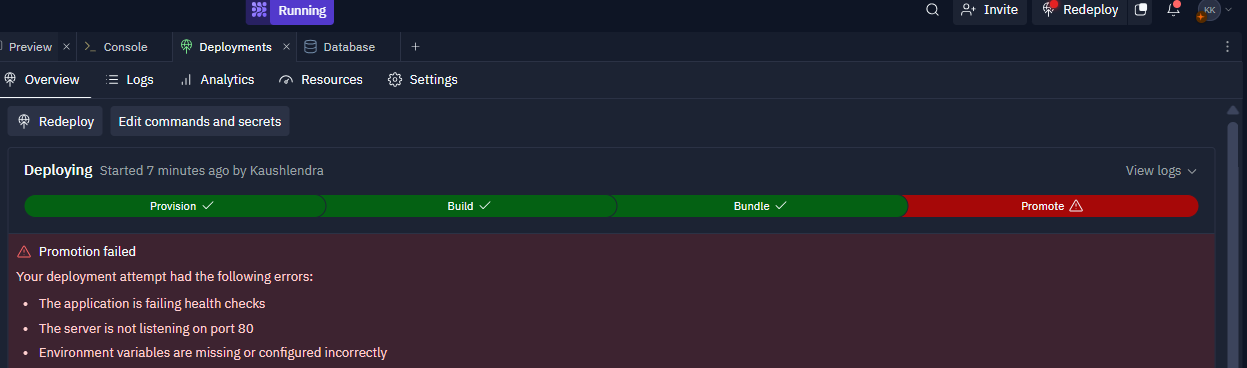 Running
Invite
Redeploy
KK
Preview
Console
Deployments
Database
Overview
Logs
Analytics
Resources
Settings
Redeploy
Edit commands and secrets
Deploying Started 7 minutes ago by Kaushlendra
View logs
Provision
Build
Bundle
Promote
Promotion failed
Your deployment attempt had the following errors:
• The application is failing health checks
• The server is not listening on port 80
• Environment variables are missing or configured incorrectly